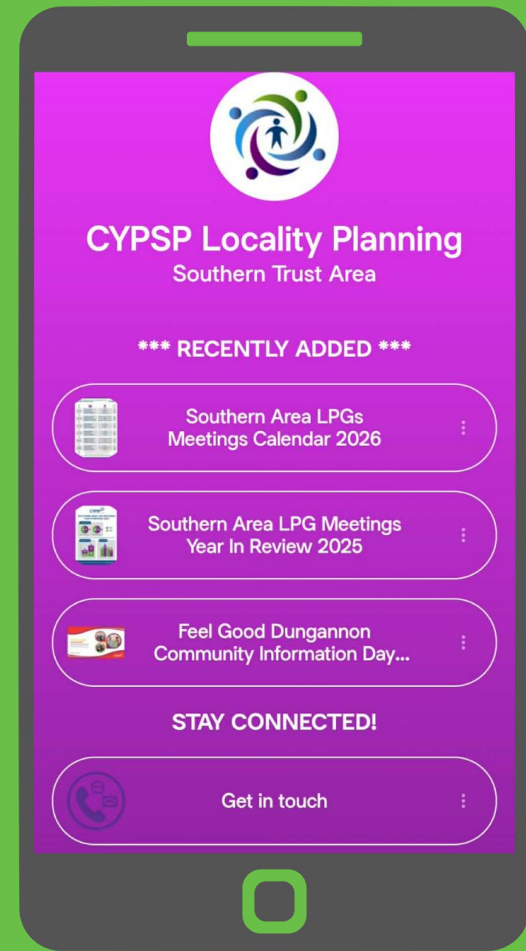 CYPSP Locality Planning
Southern Trust Area
*** RECENTLY ADDED ***
Southern Area LPGs
Meetings Calendar 2026
Southern Area LPG Meetings
Year In Review 2025
Feel Good Dungannon
Community Information Day...
STAY CONNECTED!
Get in touch